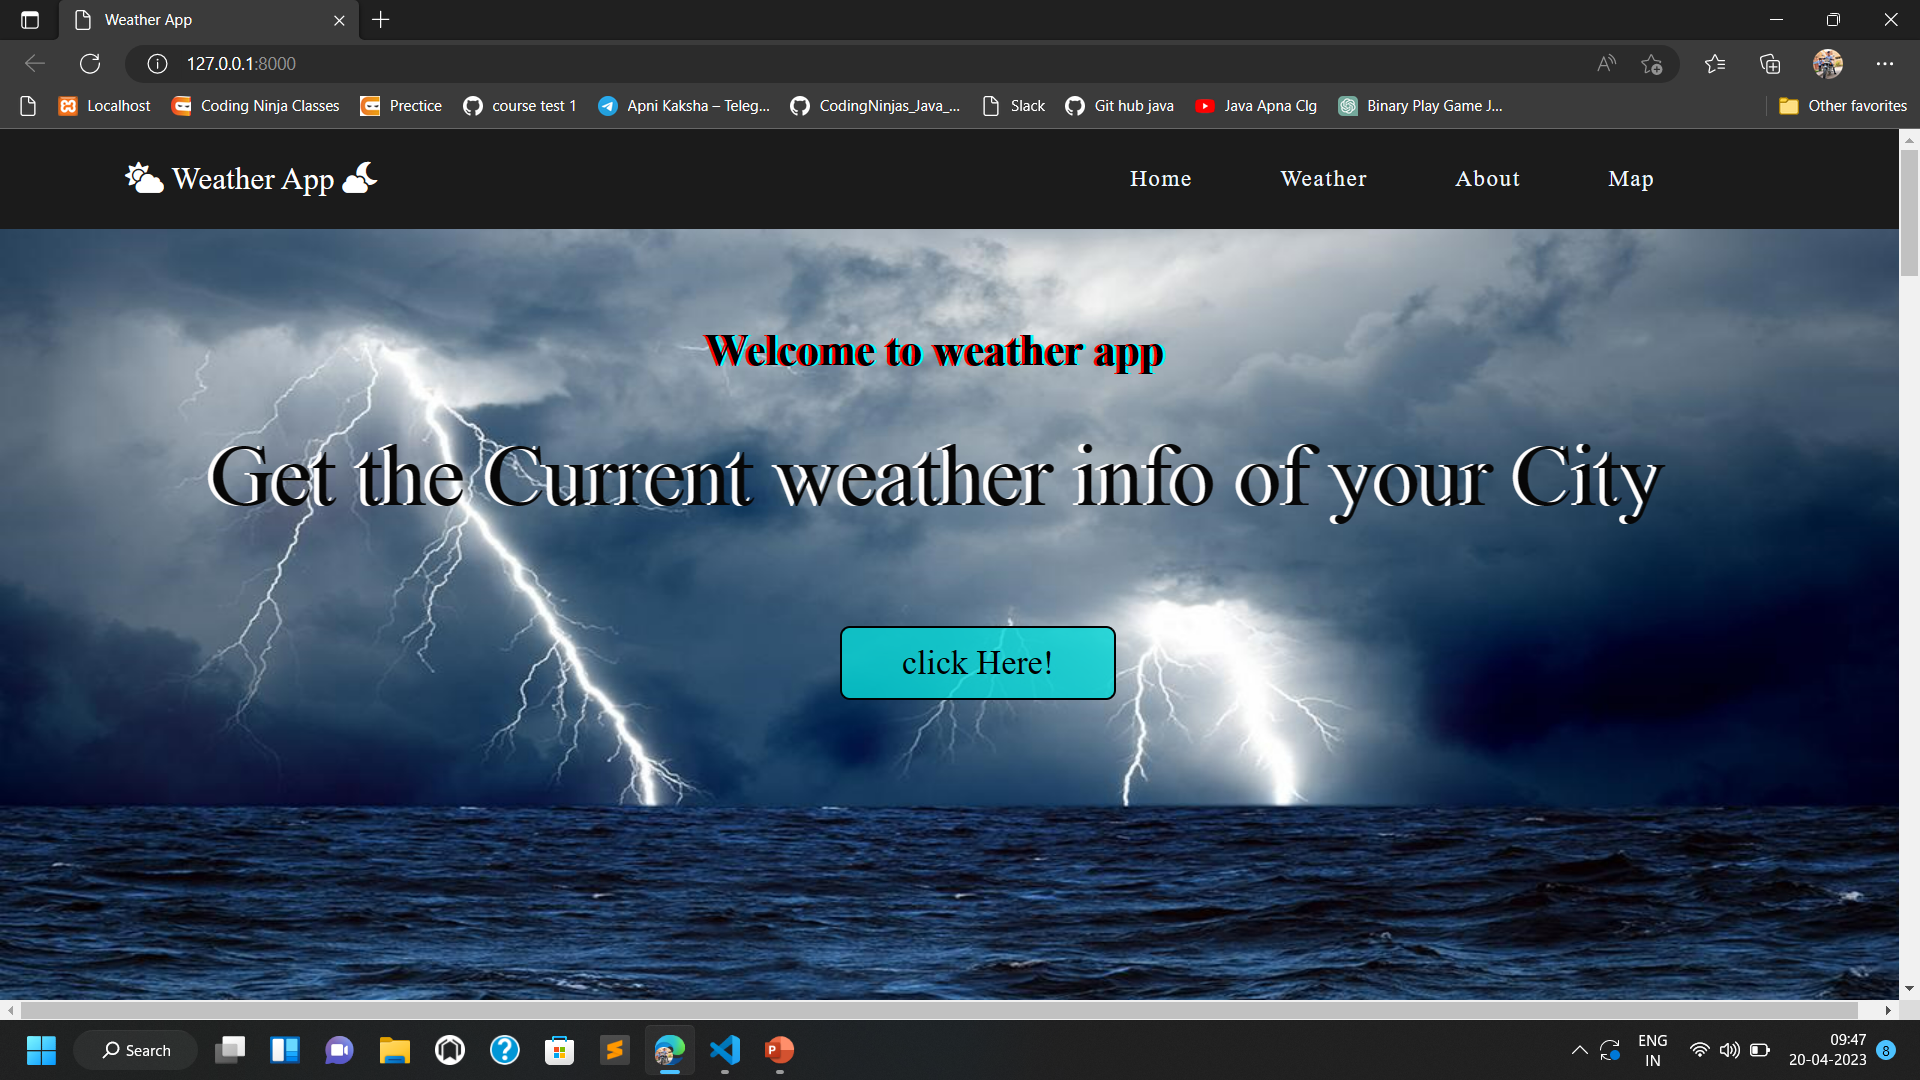 Weather App
127.0.0.1:8000
Localhost Coding Ninja Classes Prectice course test 1 Apni Kaksha – Teleg... CodingNinjas_Java_... Slack Git hub java Java Apna Clg Binary Play Game J... Other favorites
Weather App Home Weather About Map
Welcome to weather app
Get the Current weather info of your City
click Here!
Search ENG 09:47 8
IN 20-04-2023